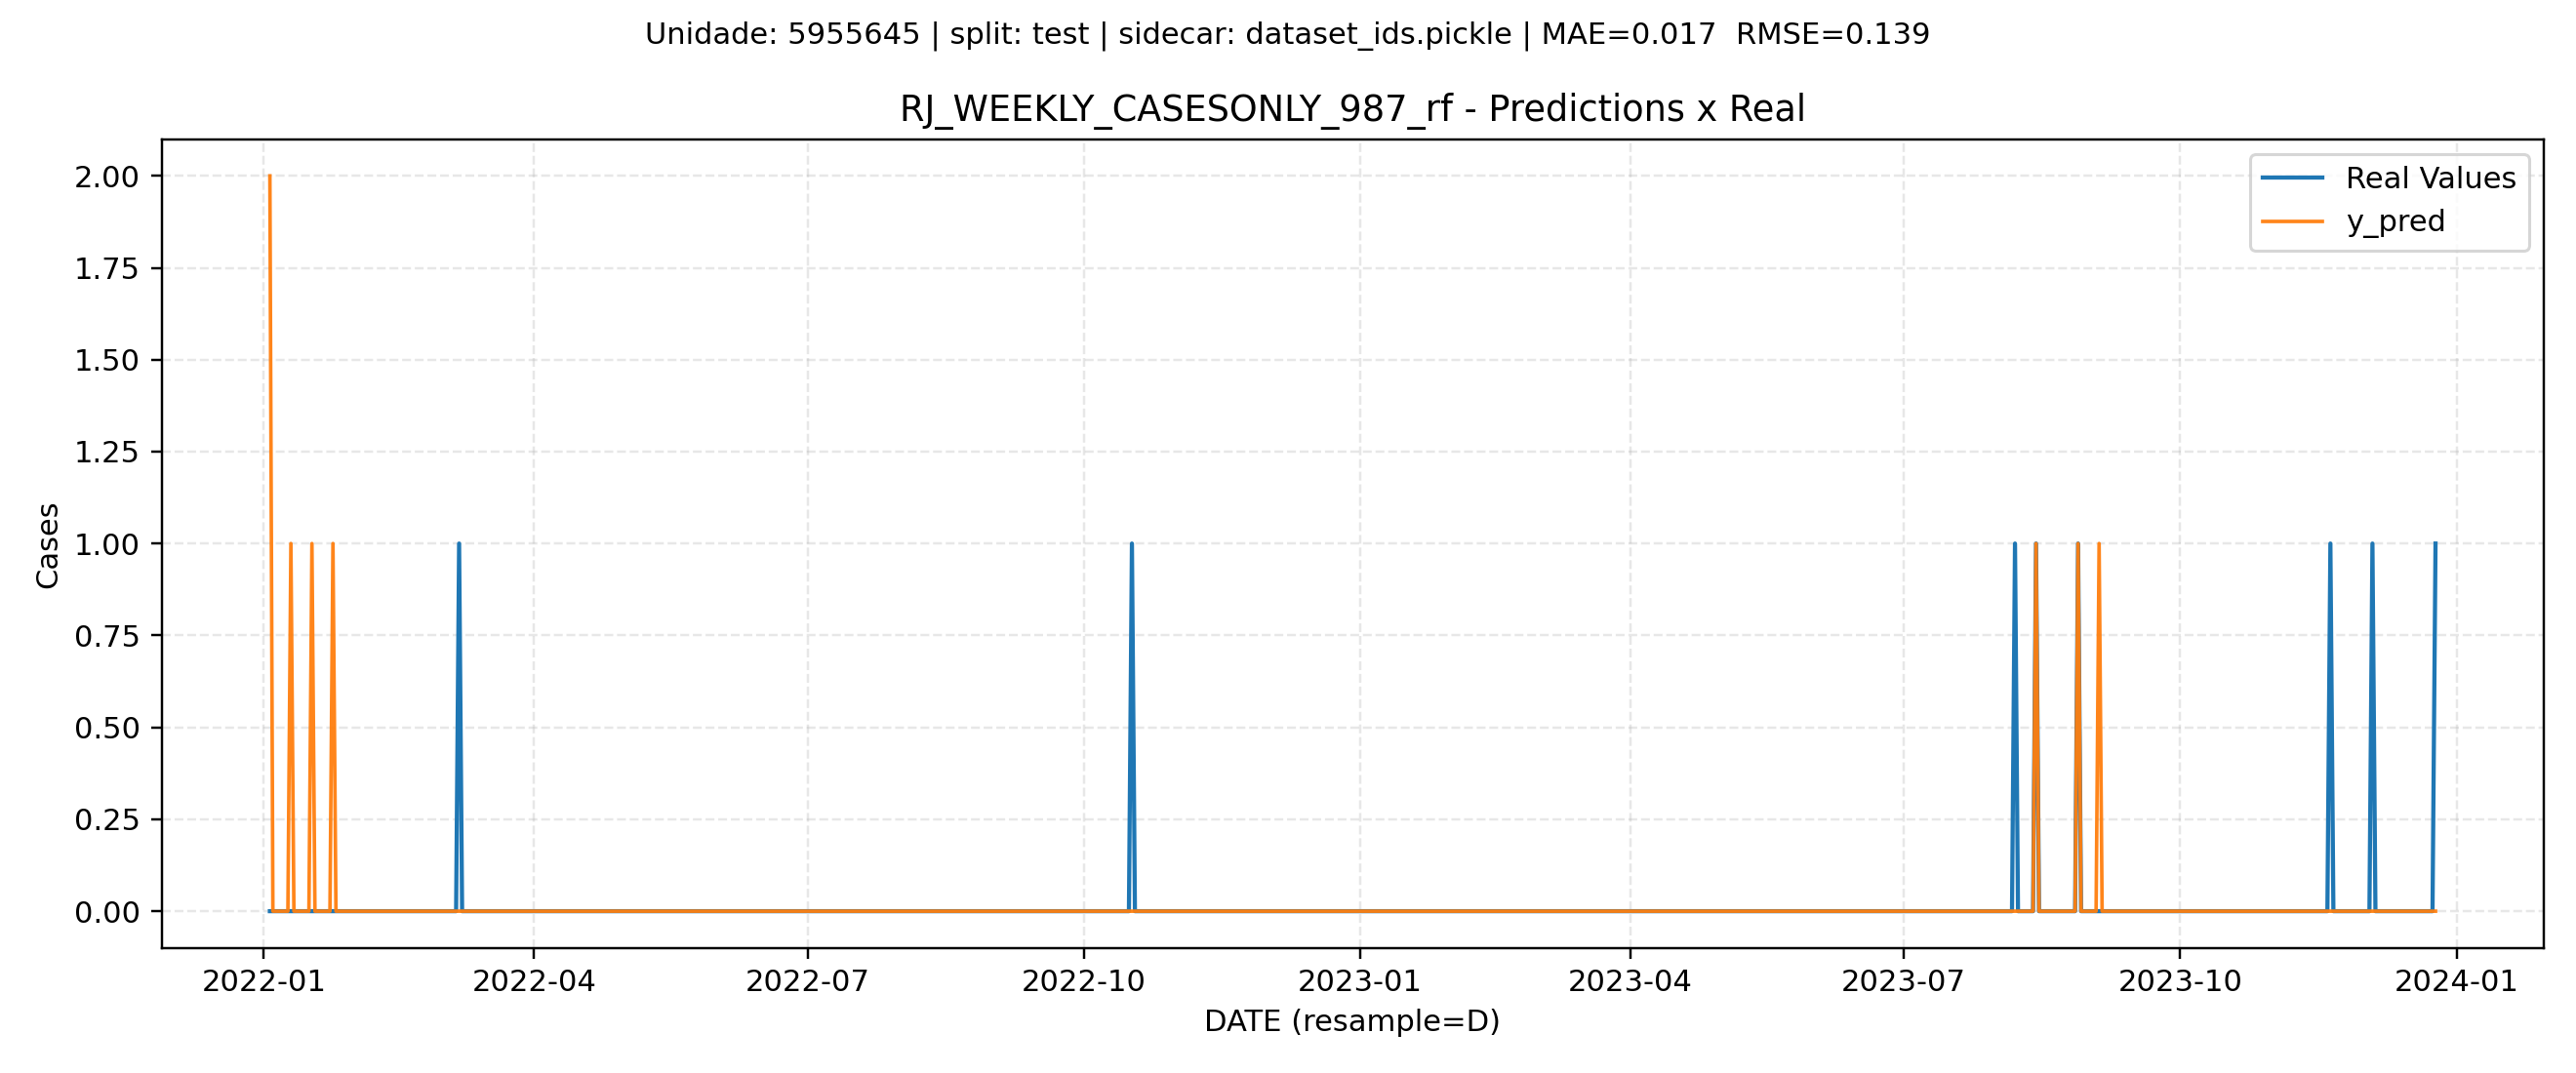 Unidade: 5955645 | split: test | sidecar: dataset_ids.pickle | MAE=0.017  RMSE=0.139
RJ_WEEKLY_CASESONLY_987_rf - Predictions x Real
Real Values
y_pred
Cases
2.00
1.75
1.50
1.25
1.00
0.75
0.50
0.25
0.00
2022-01 2022-04 2022-07 2022-10 2023-01 2023-04 2023-07 2023-10 2024-01
DATE (resample=D)